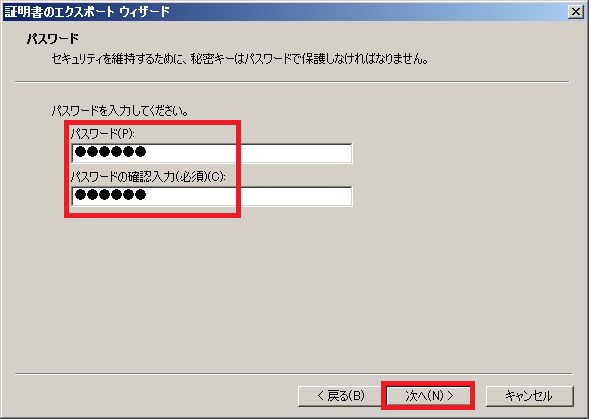 証明書のエクスポート ウィザード
パスワード
セキュリティを維持するために、秘密キーはパスワードで保護しなければなりません。
パスワードを入力してください。
パスワード(P):
●●●●●●
パスワードの確認入力(必須)(C):
●●●●●●
< 戻る(B)
次へ(N) >
キャンセル